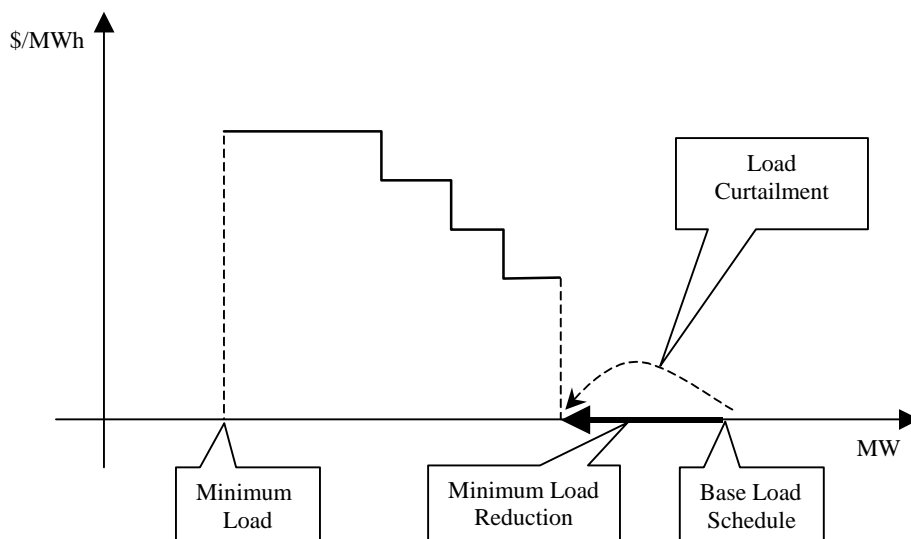 $/MWh
Load
Curtailment
MW
Minimum
Load
Minimum Load
Reduction
Base Load
Schedule